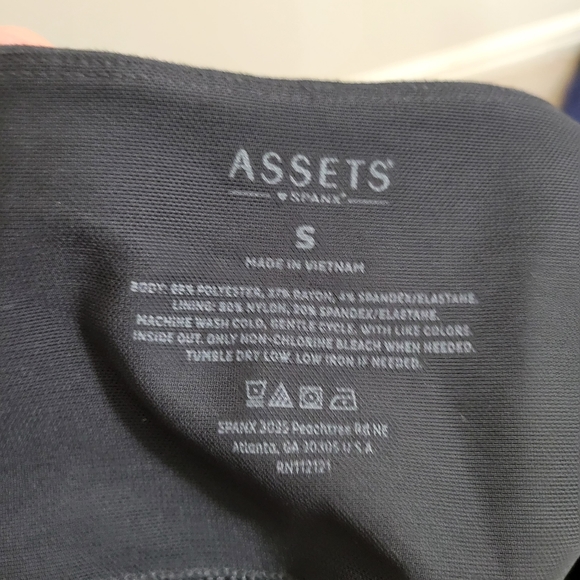 ASSETS®
♥ SPANX®
S
MADE IN VIETNAM
BODY: POLYESTER, RAYON, 4% SPANDEX/ELASTANE.
LINING: 80% NYLON, 20% SPANDEX/ELASTANE.
MACHINE WASH COLD, GENTLE CYCLE, WITH LIKE COLORS.
INSIDE OUT. ONLY NON-CHLORINE BLEACH WHEN NEEDED.
TUMBLE DRY LOW. LOW IRON IF NEEDED.
SPANX 3035 Peachtree Rd NE
Atlanta, GA 30305 U.S.A
RN112121